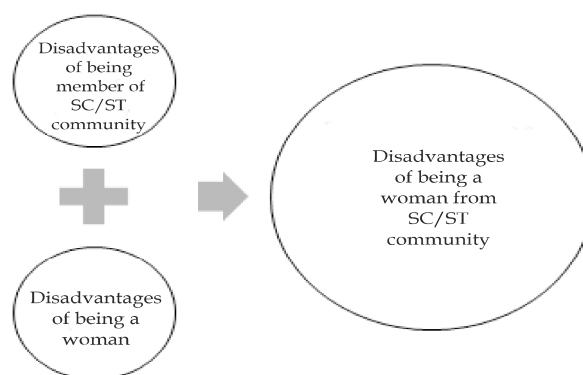 Disadvantages
of being
member of
SC/ST
community
Disadvantages
of being a
woman
Disadvantages
of being a
woman from
SC/ST
community